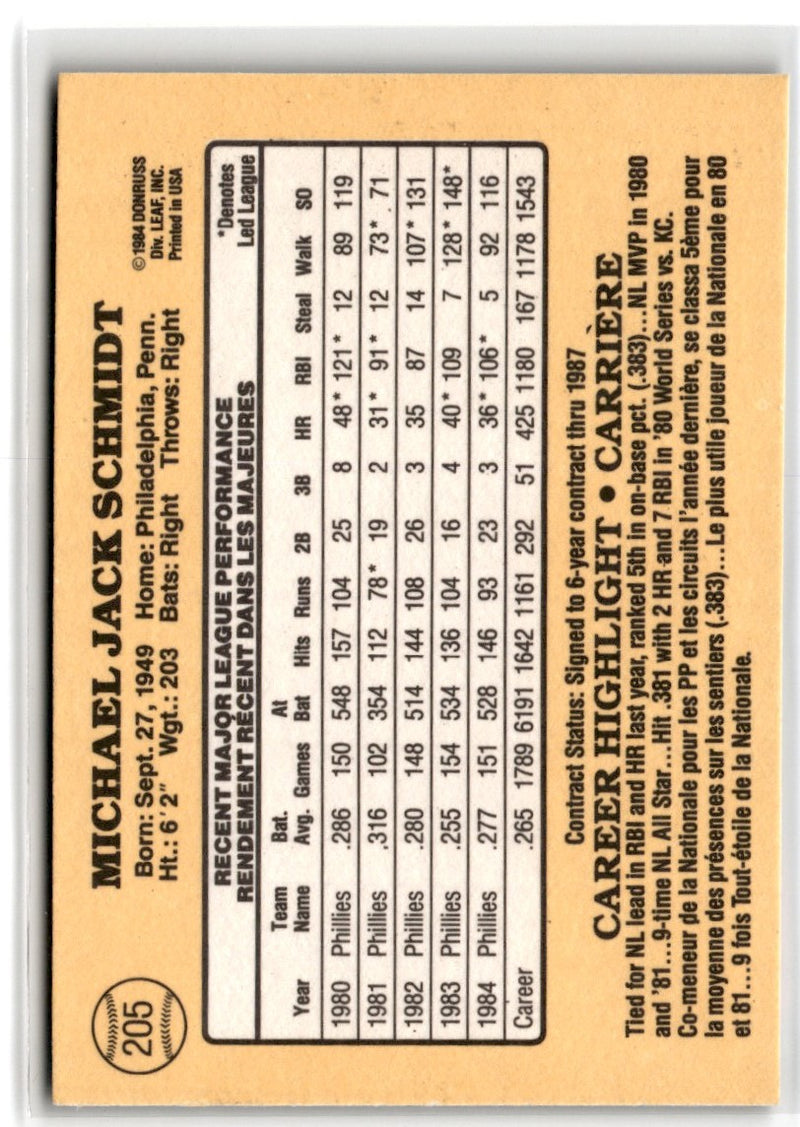 205
MICHAEL JACK SCHMIDT
Born: Sept. 27, 1949 Home: Philadelphia, Penn.
Ht.: 6'2" Wgt.: 203 Bats: Right Throws: Right
©1984 DONRUSS
Div. LEAF, INC.
Printed in USA
RECENT MAJOR LEAGUE PERFORMANCE
RENDEMENT RÉCENT DANS LES MAJEURES
*Denotes
Led League
Year Team Name Bat. Avg. Games At Bat Hits Runs 2B 3B HR RBI Steal Walk SO
1980 Phillies .286 150 548 157 104 25 8 48* 121* 12 89 119
1981 Phillies .316 102 354 112 78* 19 2 31* 91* 12 73* 71
1982 Phillies .280 148 514 144 108 26 3 35 87 14 107* 131
1983 Phillies .255 154 534 136 104 16 4 40* 109 7 128* 148*
1984 Phillies .277 151 528 146 93 23 3 36* 106* 5 92 116
Career .265 1789 6191 1642 1161 292 51 425 1180 167 1178 1543
Contract Status: Signed to 6-year contract thru 1987
CAREER HIGHLIGHT • CARRIÈRE
Tied for NL lead in RBI and HR last year, ranked 5th in on-base pct. (.383)...NL MVP in 1980
and '81...9-time NL All Star...Hit .381 with 2 HR and 7 RBI in '80 World Series vs. KC.
Co-meneur de la Nationale pour les PP et les circuits l'année dernière, se classa 5ème pour
la moyenne des présences sur les sentiers (.383)...Le plus utile joueur de la Nationale en 80
et 81...9 fois Tout-étoile de la Nationale.